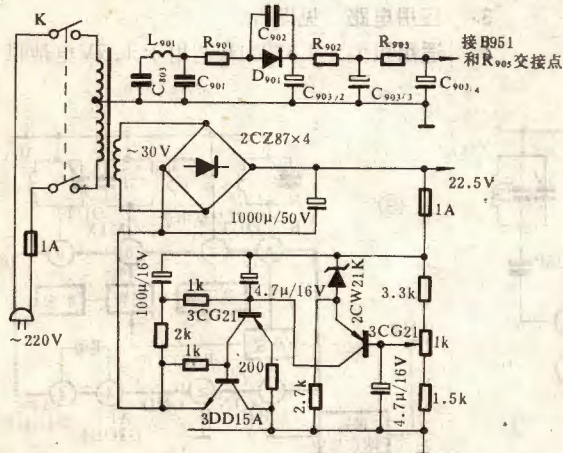 K
L901
R901
C902
D901
R902
R903
接B951
和R905交接点
C803
C901
C903/2
C903/3
C903/4
~30V
2CZ87×4
1000μ/50V
22.5V
1A
1A
~220V
100μ/16V
1k
4.7μ/16V
2CW21K
3.3k
3CG21
3CG21
1k
2k
1k
200
2.7k
4.7μ/16V
1.5k
3DD15A